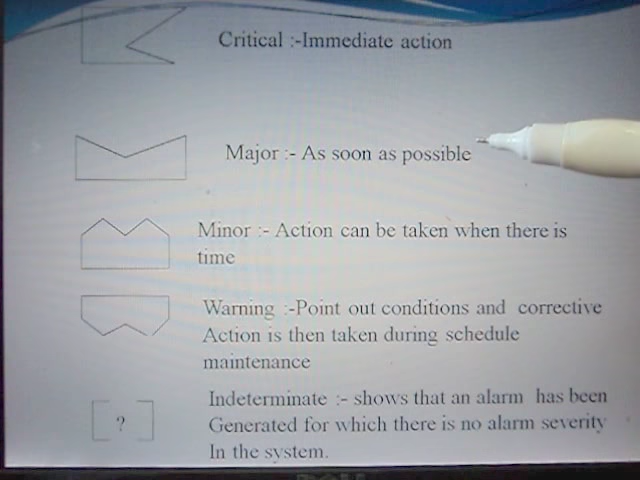 Critical :-Immediate action
Major :- As soon as possible
Minor :- Action can be taken when there is
time
Warning :-Point out conditions and corrective
Action is then taken during schedule
maintenance
Indeterminate :- shows that an alarm has been
? Generated for which there is no alarm severity
In the system.